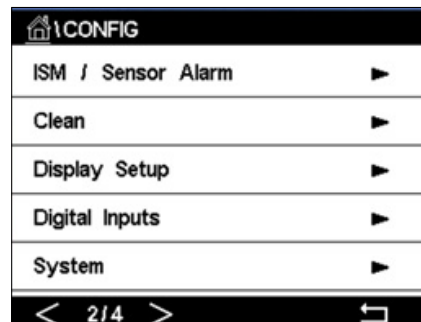 \CONFIG
ISM / Sensor Alarm
Clean
Display Setup
Digital Inputs
System
< 2/4 >